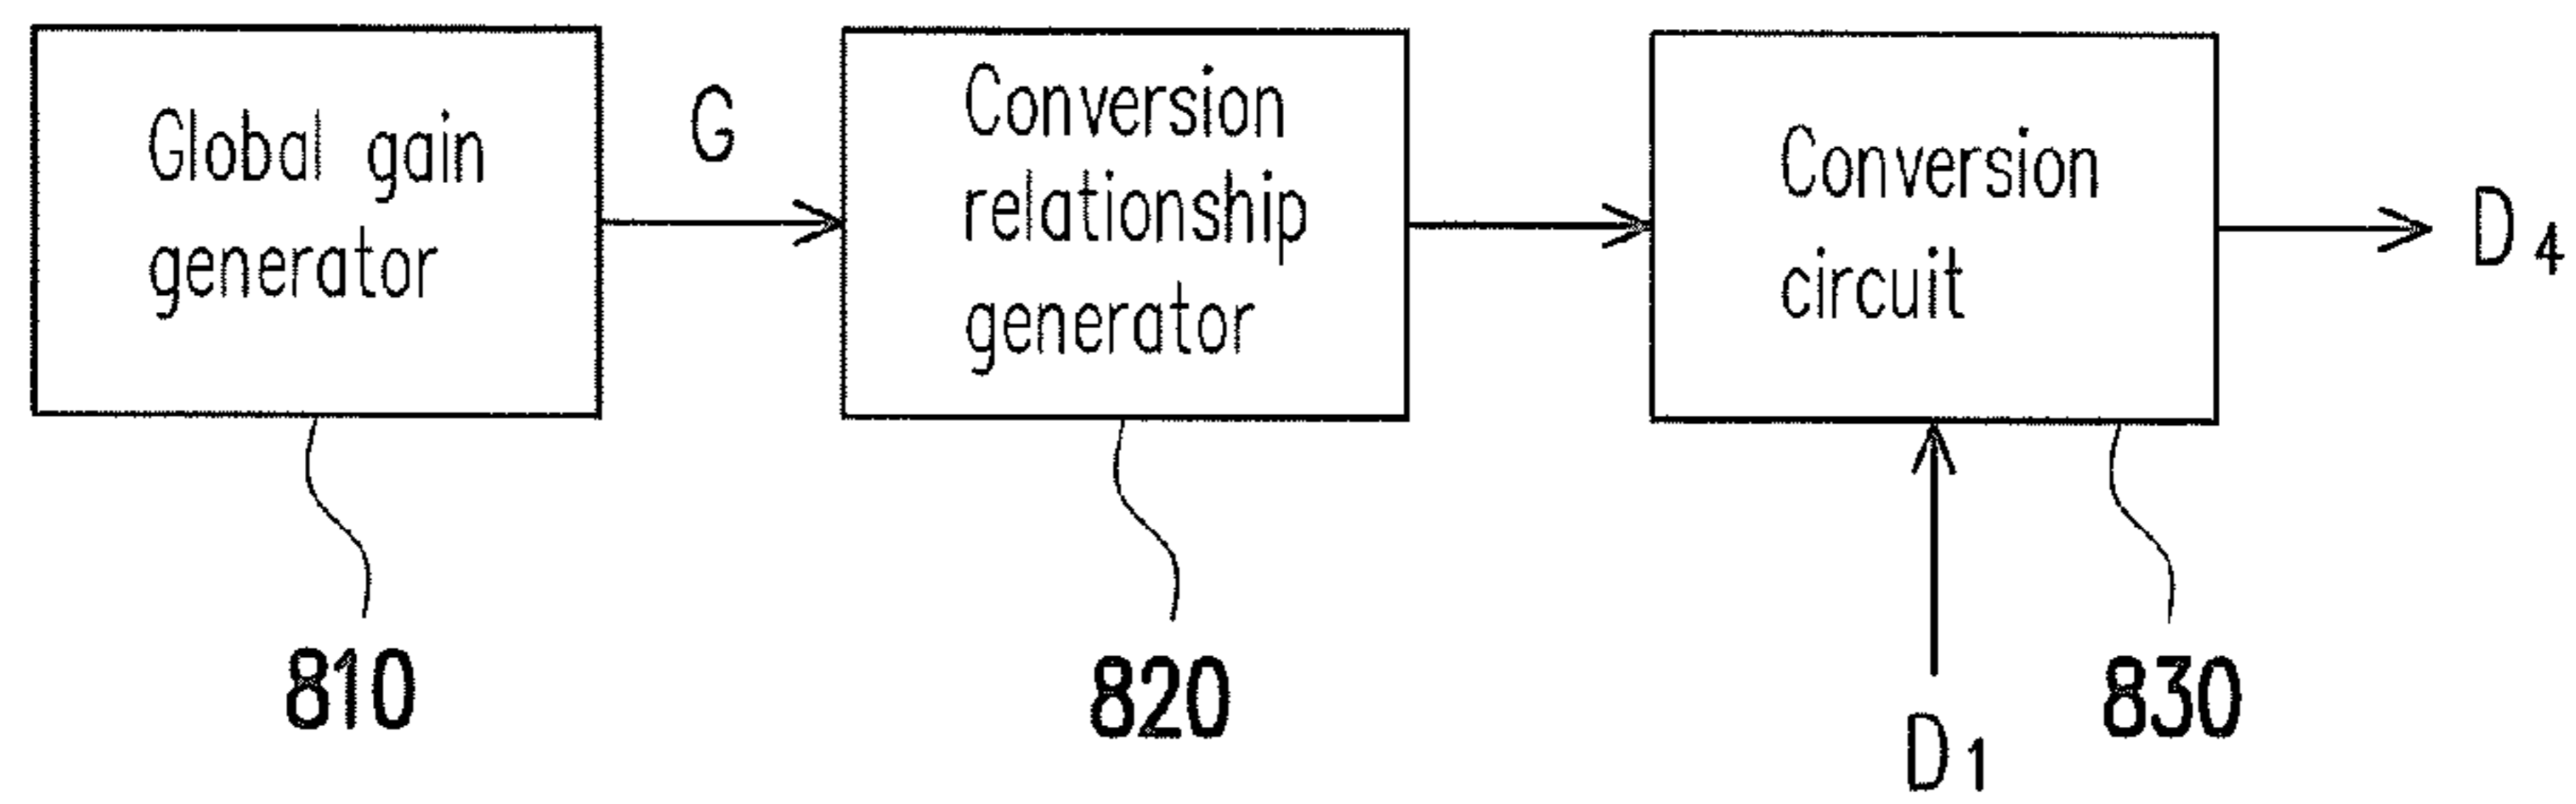 Global gain
generator
G
Conversion
relationship
generator
Conversion
circuit
D4
810
820
830
D1